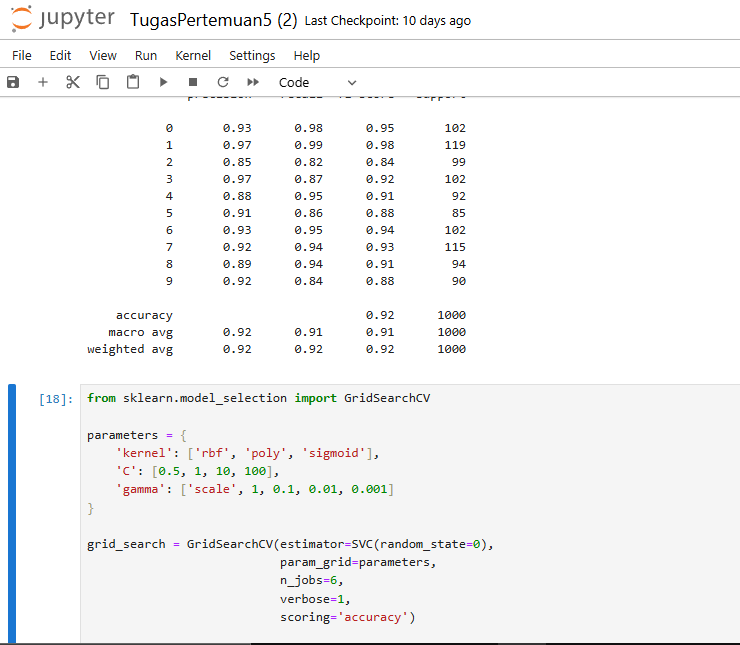 jupyter TugasPertemuan5 (2) Last Checkpoint: 10 days ago
File Edit View Run Kernel Settings Help
Code
0 0.93 0.98 0.95 102
1 0.97 0.99 0.98 119
2 0.85 0.82 0.84 99
3 0.97 0.87 0.92 102
4 0.88 0.95 0.91 92
5 0.91 0.86 0.88 85
6 0.93 0.95 0.94 102
7 0.92 0.94 0.93 115
8 0.89 0.94 0.91 94
9 0.92 0.84 0.88 90
accuracy 0.92 1000
macro avg 0.92 0.91 0.91 1000
weighted avg 0.92 0.92 0.92 1000
[18]: from sklearn.model_selection import GridSearchCV
parameters = {
'kernel': ['rbf', 'poly', 'sigmoid'],
'C': [0.5, 1, 10, 100],
'gamma': ['scale', 1, 0.1, 0.01, 0.001]
}
grid_search = GridSearchCV(estimator=SVC(random_state=0),
param_grid=parameters,
n_jobs=6,
verbose=1,
scoring='accuracy')